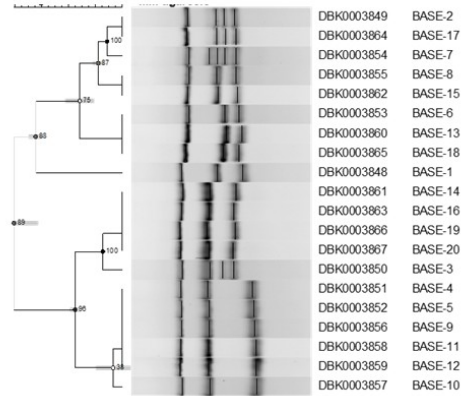 DBK0003849 BASE-2
100 DBK0003864 BASE-17
DBK0003854 BASE-7
87
DBK0003855 BASE-8
DBK0003862 BASE-15
75
DBK0003853 BASE-6
DBK0003860 BASE-13
88
DBK0003865 BASE-18
DBK0003848 BASE-1
DBK0003861 BASE-14
DBK0003863 BASE-16
89
DBK0003866 BASE-19
100 DBK0003867 BASE-20
DBK0003850 BASE-3
DBK0003851 BASE-4
96 DBK0003852 BASE-5
DBK0003856 BASE-9
DBK0003858 BASE-11
DBK0003859 BASE-12
DBK0003857 BASE-10